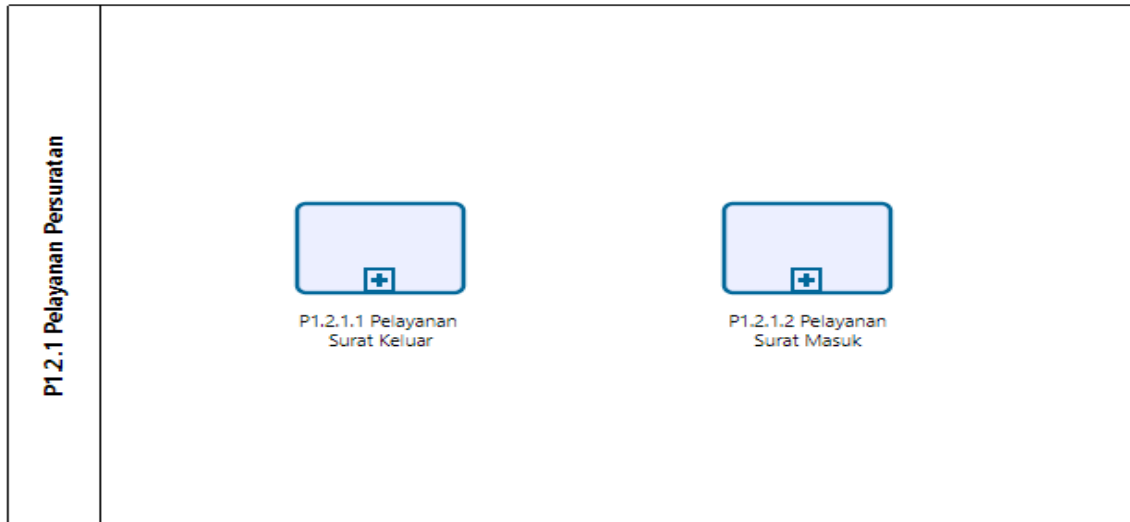 P1.2.1 Pelayanan Persuratan
P1.2.1.1 Pelayanan
Surat Keluar
P1.2.1.2 Pelayanan
Surat Masuk